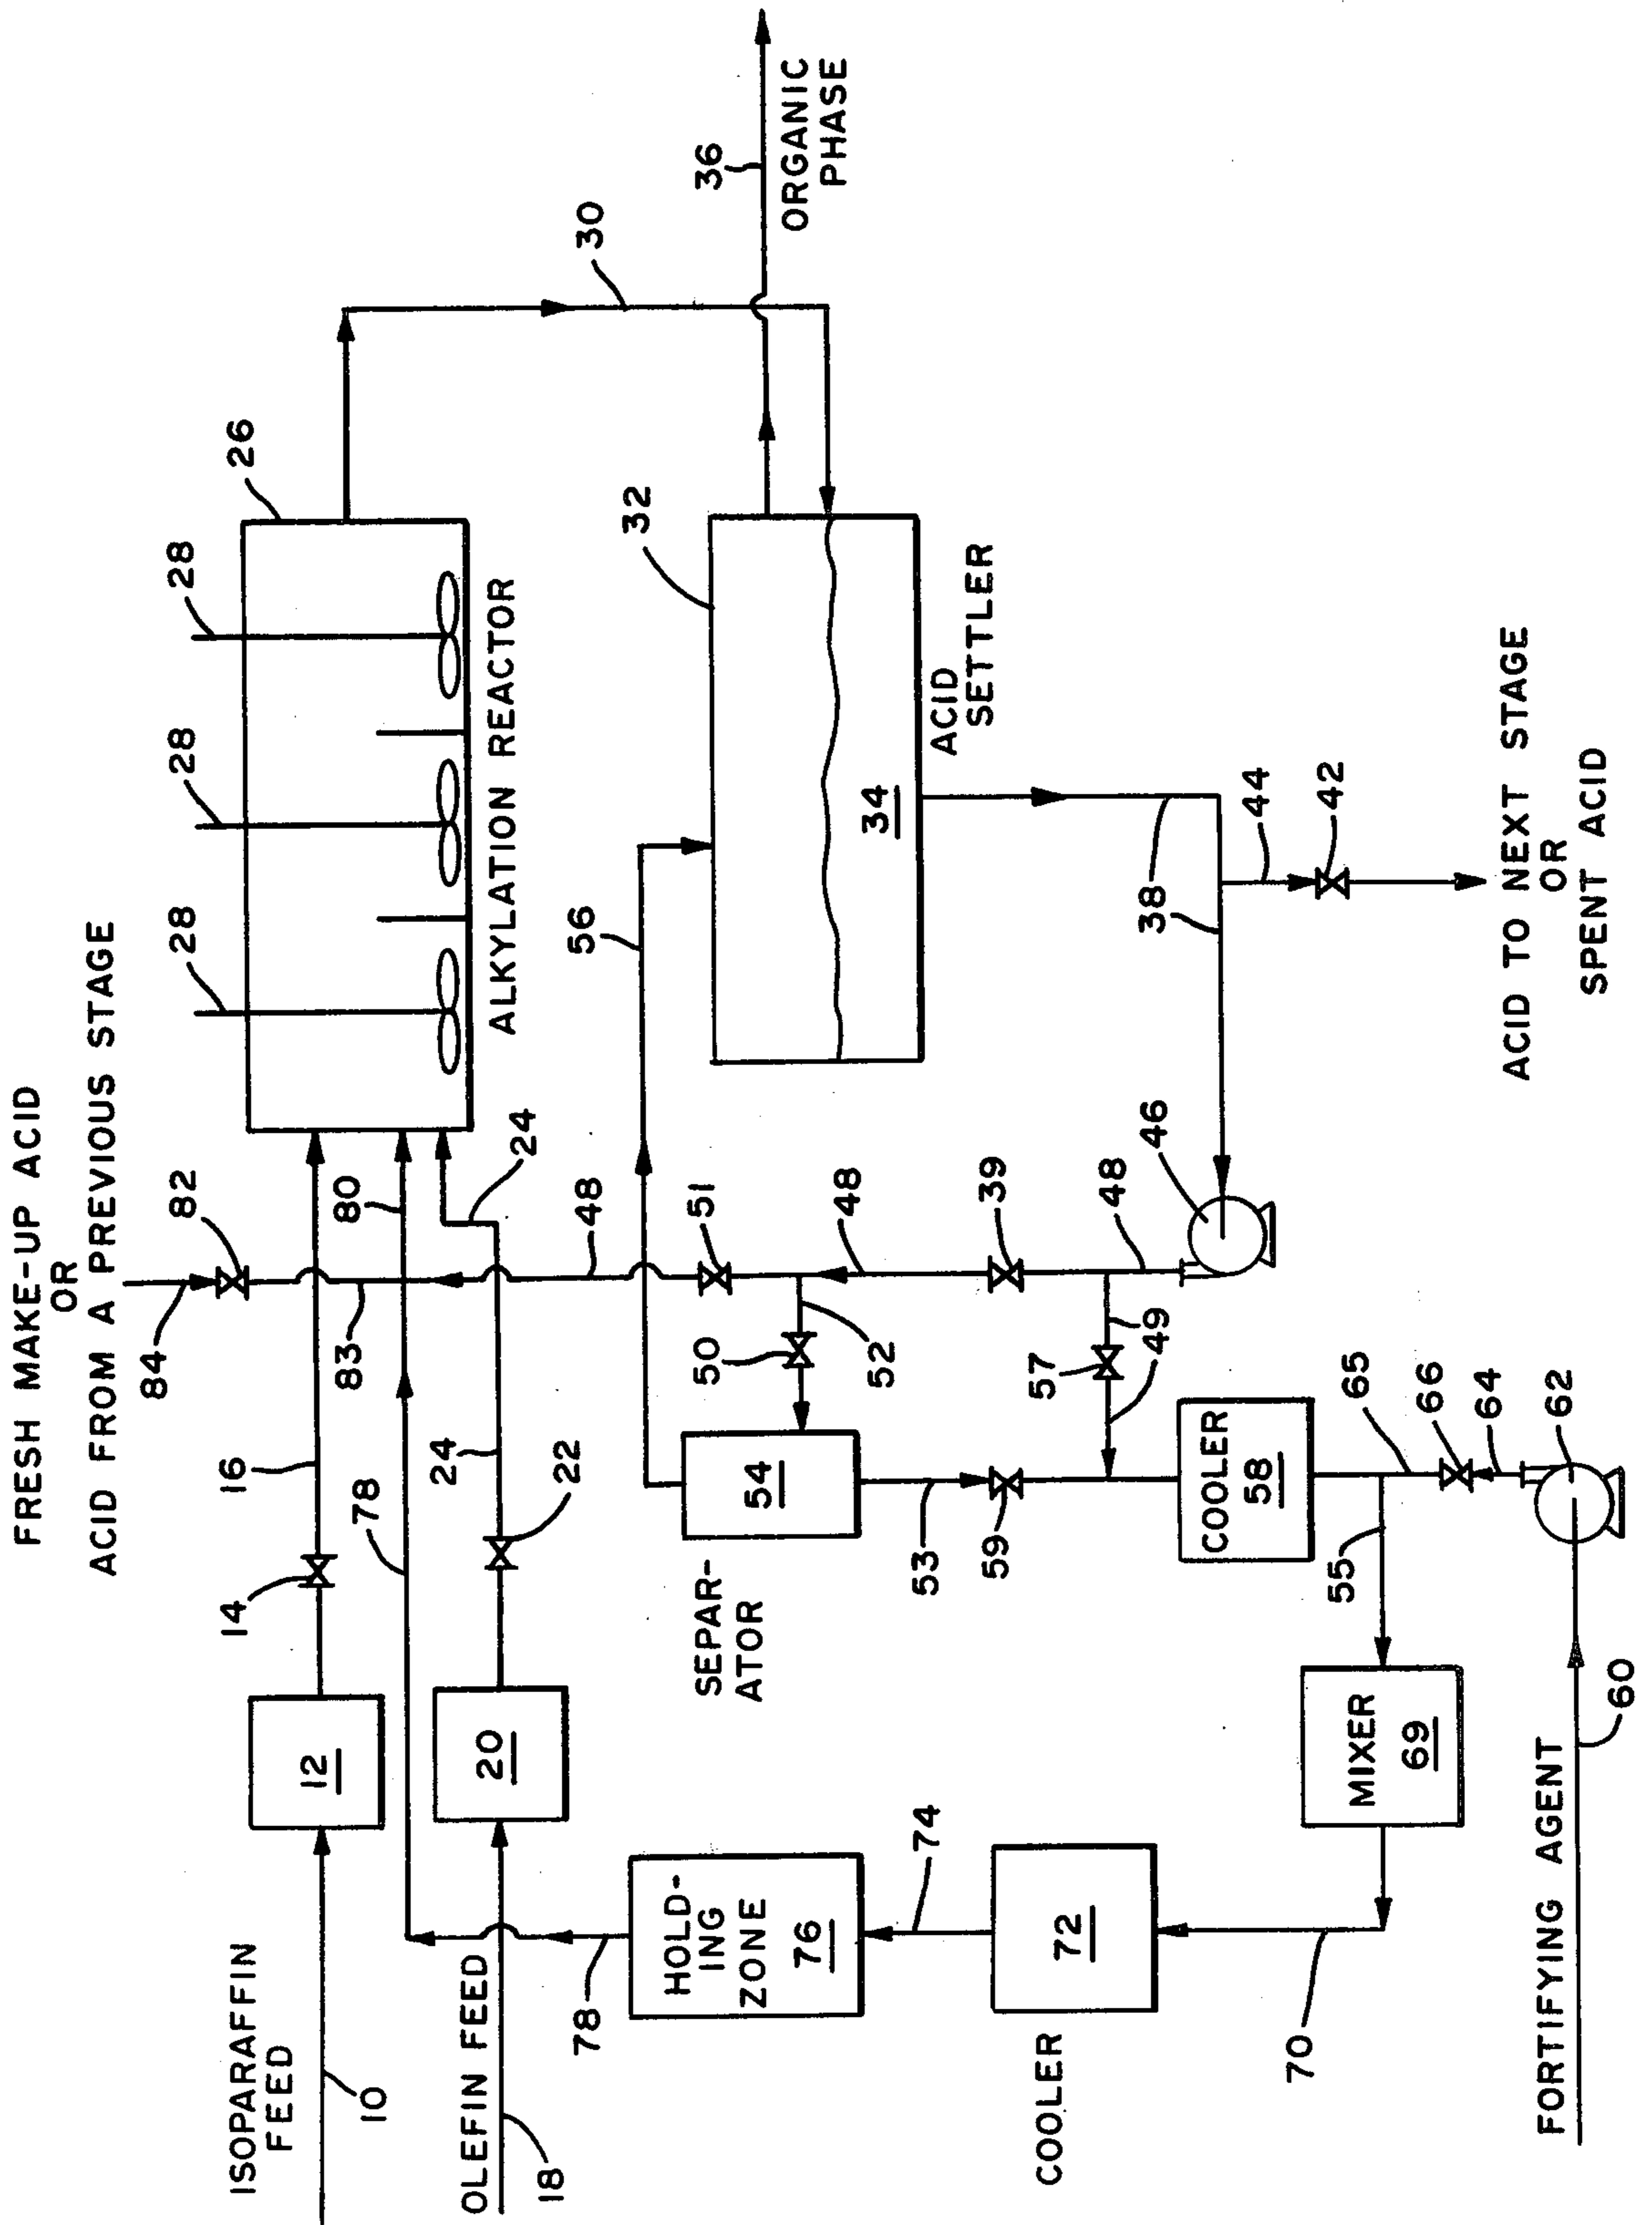 FRESH MAKE-UP ACID
OR
ACID FROM A PREVIOUS STAGE
84
82
83
ISOPARAFFIN
FEED
10
12
14
16
28
28
28
26
ALKYLATION REACTOR
78
80
OLEFIN FEED
18
20
22
24
24
30
36
ORGANIC
PHASE
48
51
56
32
34
ACID
SETTLER
78
HOLD-
ING
ZONE
76
74
SEPAR-
ATOR
54
50
52
48
39
48
53
59
57
49
49
46
38
38
44
42
ACID TO NEXT STAGE
OR
SPENT ACID
COOLER
72
70
COOLER
58
55
65
66
64
62
MIXER
69
FORTIFYING AGENT
60